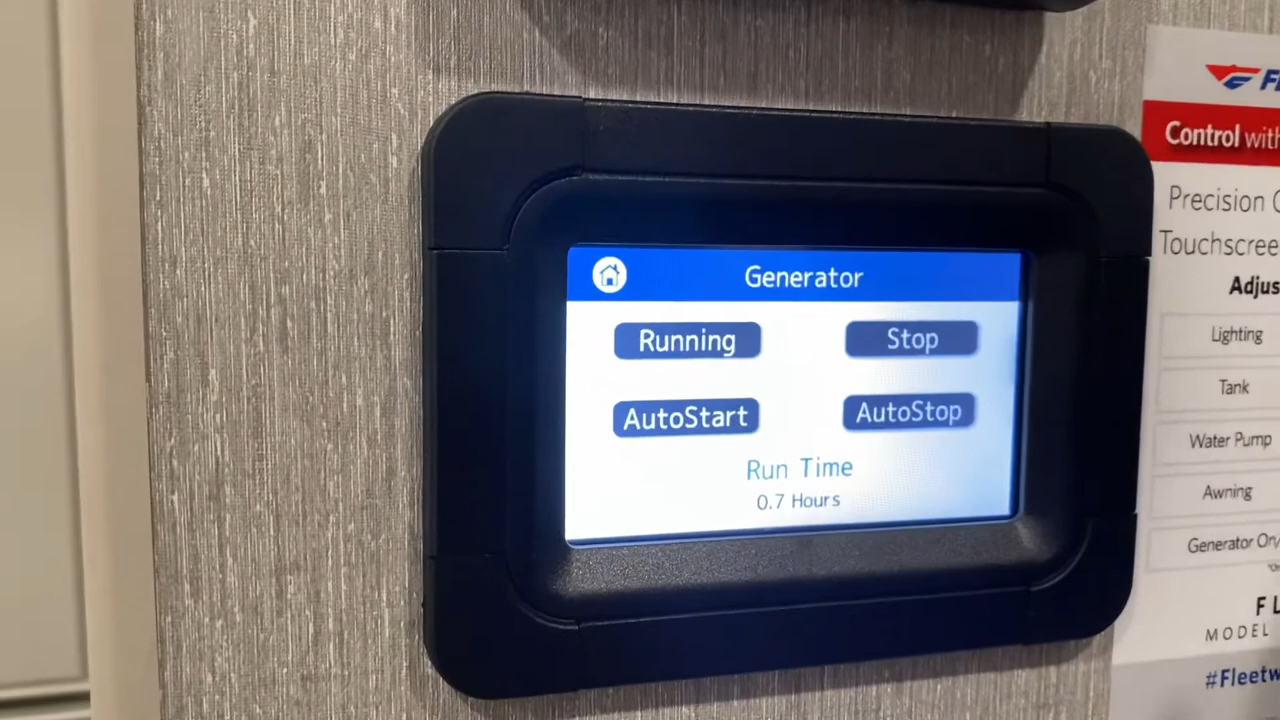 Generator
Running
Stop
AutoStart
AutoStop
Run Time
0.7 Hours
Control with
Precision
Adjus
Lighting
Tank
Water Pump
Awning
Generator On/
MODEL
#Fleetw